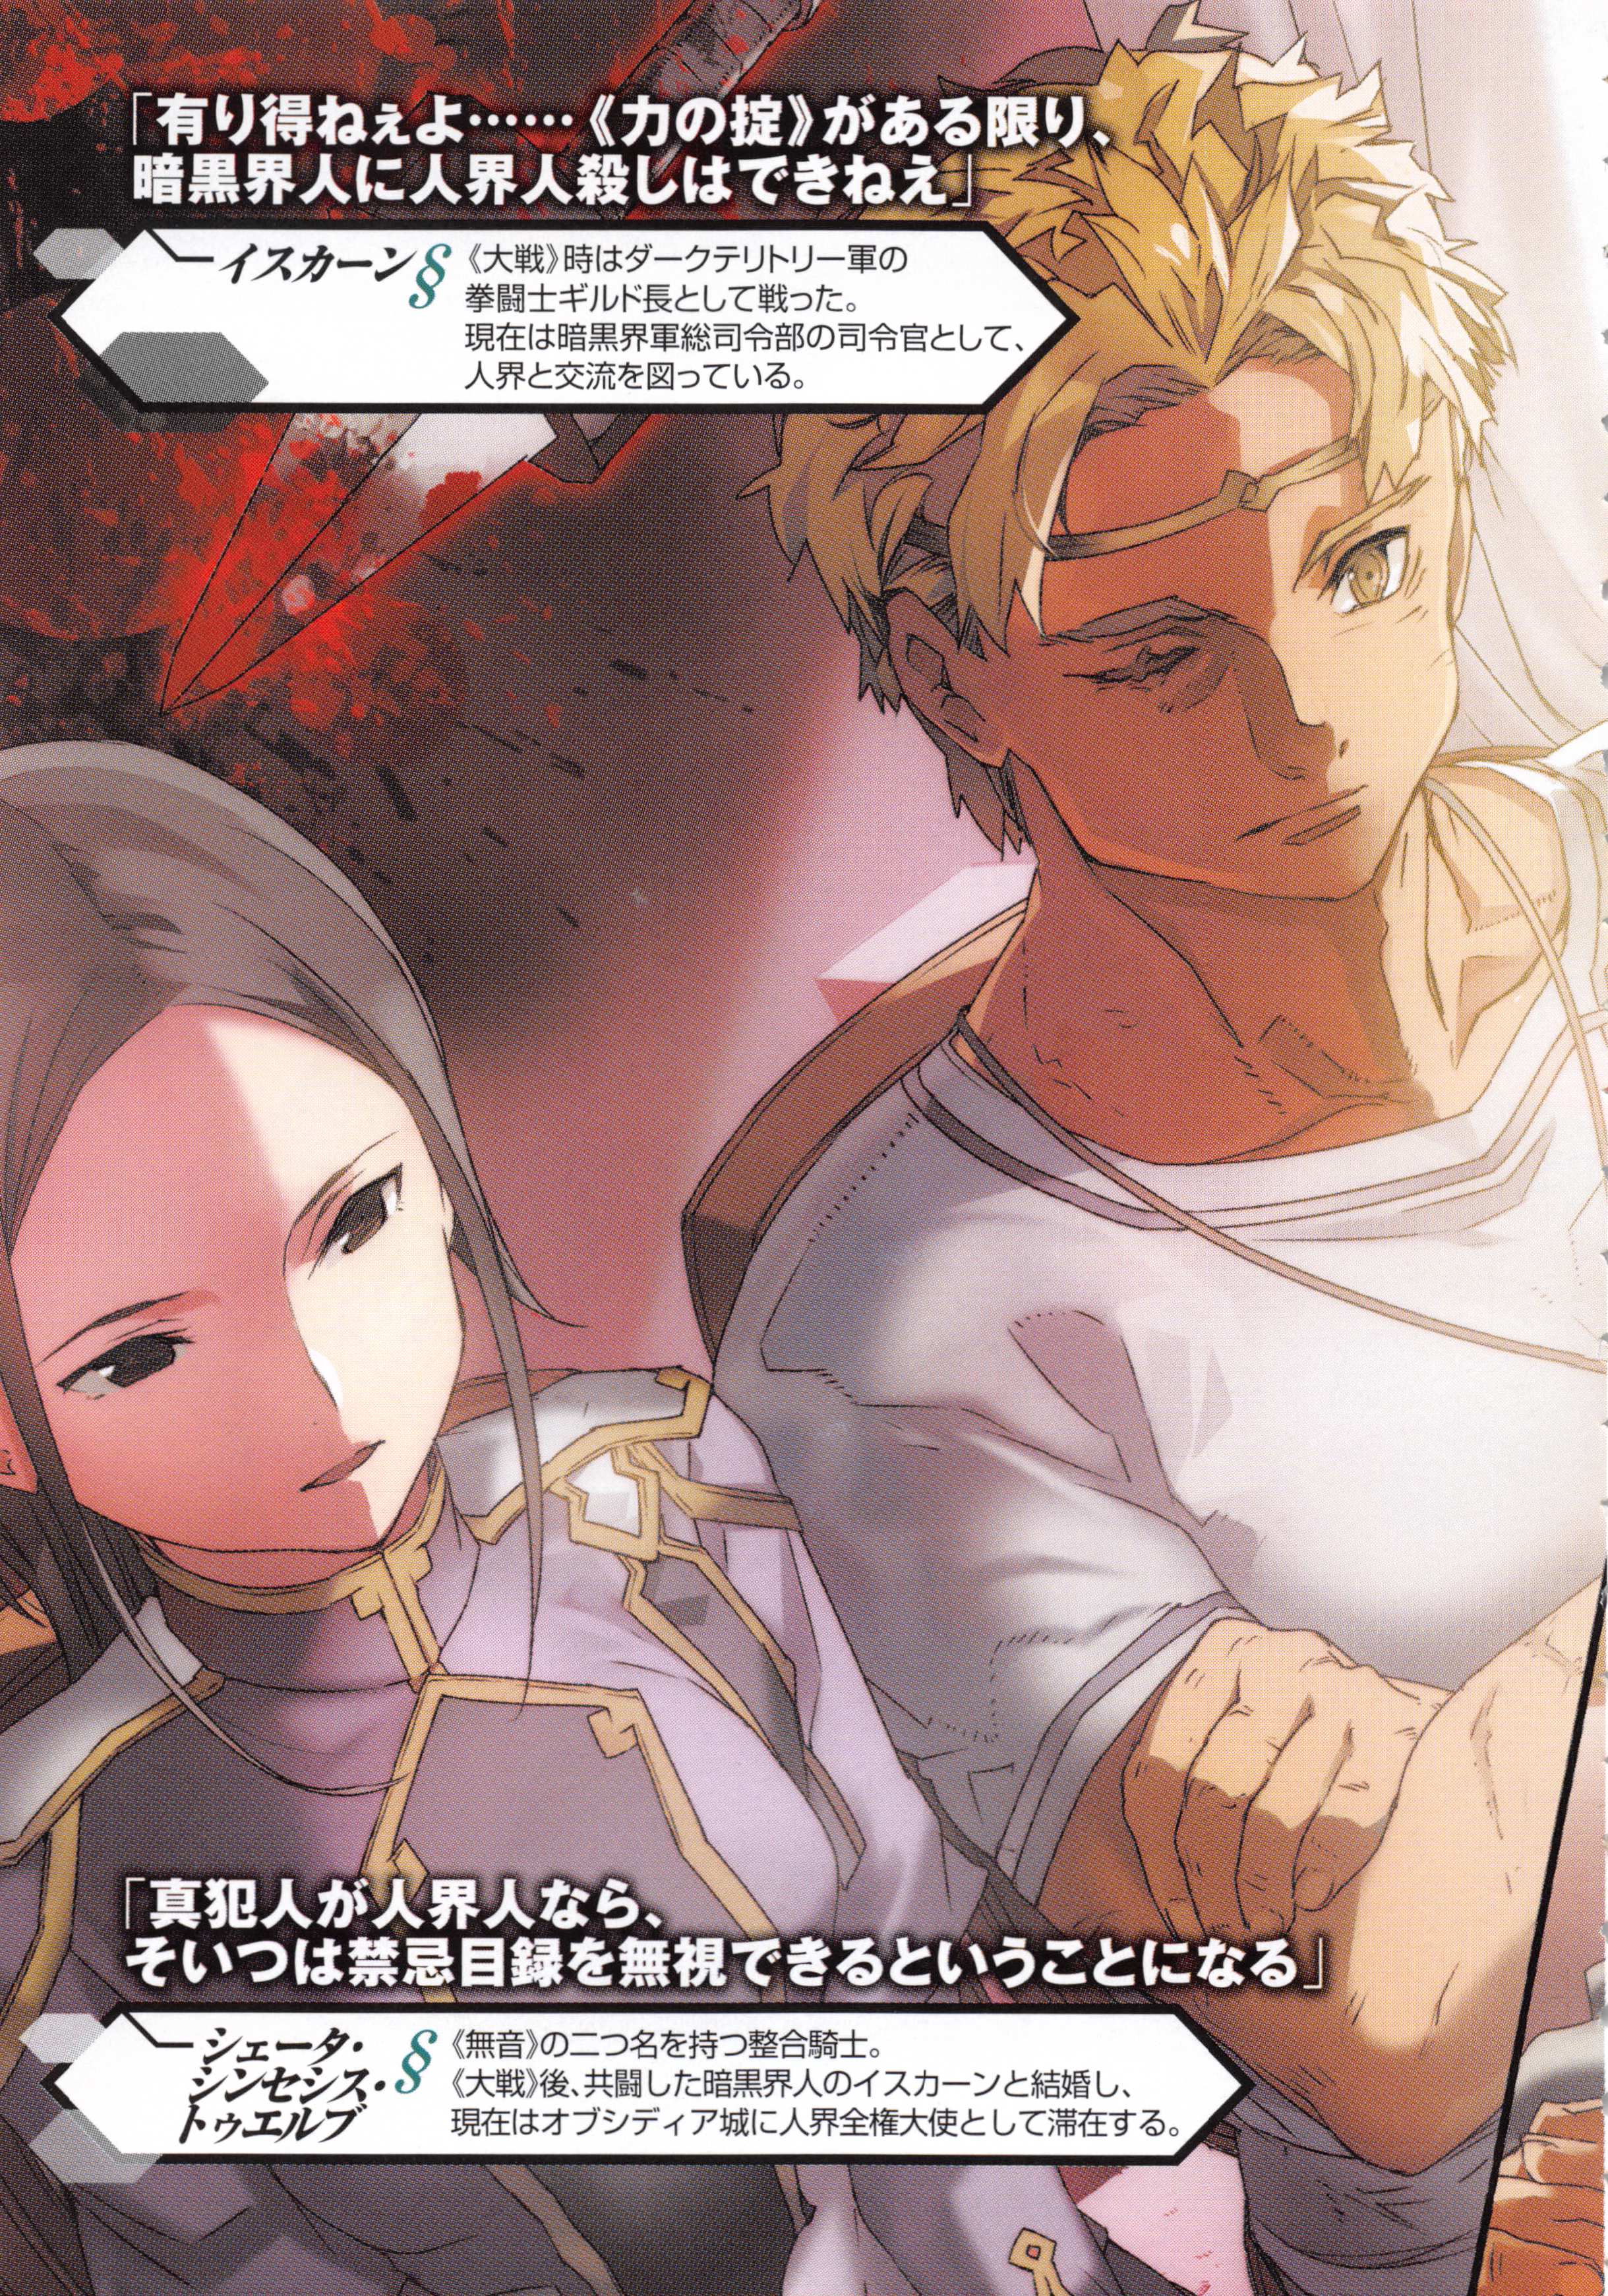 「有り得ねぇよ……《力の掟》がある限り、
暗黒界人に人界人殺しはできねえ」
イスカーン§
《大戦》時はダークテリトリー軍の
拳闘士ギルド長として戦った。
現在は暗黒界軍総司令部の司令官として、
人界と交流を図っている。
「真犯人が人界人なら、
そいつは禁忌目録を無視できるということになる」
シェータ・
シンセシス・
トゥエルブ
§
《無音》の二つ名を持つ整合騎士。
《大戦》後、共闘した暗黒界人のイスカーンと結婚し、
現在はオブシディア城に人界全権大使として滞在する。